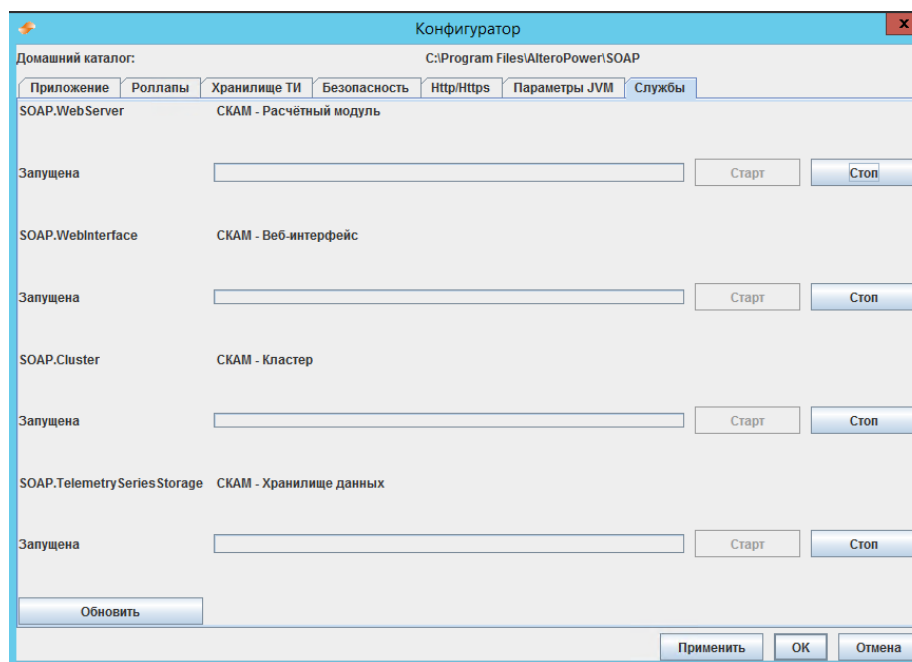 Конфигуратор
x
Домашний каталог: C:\Program Files\AlteroPower\SOAP
Приложение Роллапы Хранилище ТИ Безопасность Http/Https Параметры JVM Службы
SOAP.WebServer СКАМ - Расчётный модуль
Запущена Старт Стоп
SOAP.WebInterface СКАМ - Веб-интерфейс
Запущена Старт Стоп
SOAP.Cluster СКАМ - Кластер
Запущена Старт Стоп
SOAP.TelemetrySeriesStorage СКАМ - Хранилище данных
Запущена Старт Стоп
Обновить
Применить OK Отмена